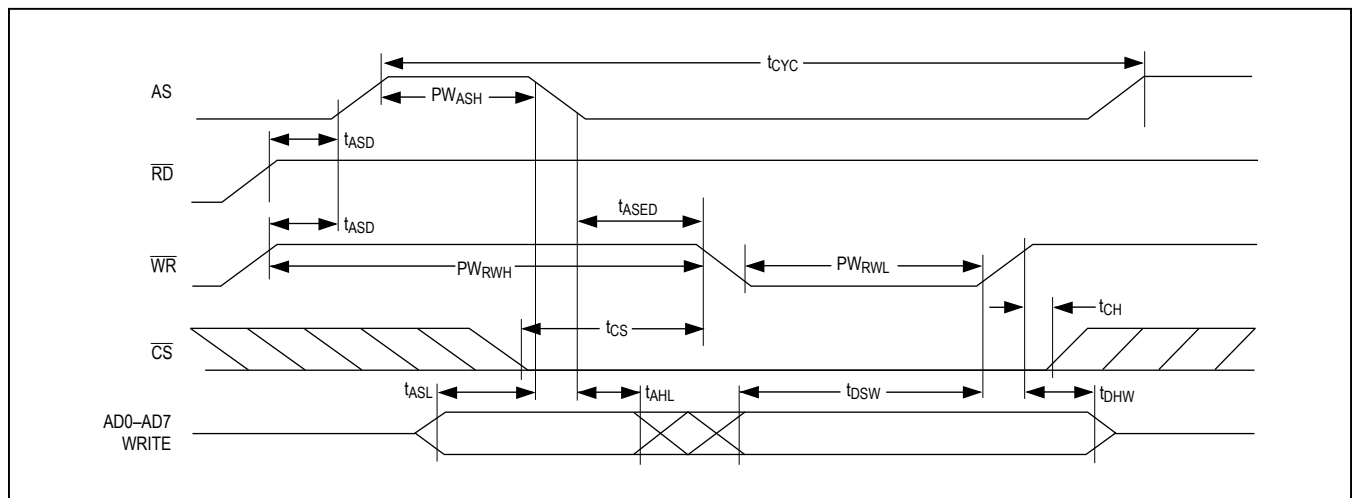 tCYC
AS
PWASH
tASD
RD
tASD
tASED
WR
PWRWH
PWRWL
tCH
tCS
CS
tASL
tAHL
tDSW
tDHW
AD0–AD7
WRITE